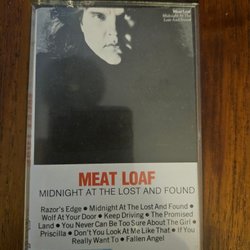 Meat Loaf
Midnight At The
Lost And Found
MEAT LOAF
MIDNIGHT AT THE LOST AND FOUND
Razor's Edge • Midnight At The Lost And Found •
Wolf At Your Door • Keep Driving • The Promised
Land • You Never Can Be Too Sure About The Girl •
Priscilla • Don't You Look At Me Like That • If You
Really Want To • Fallen Angel